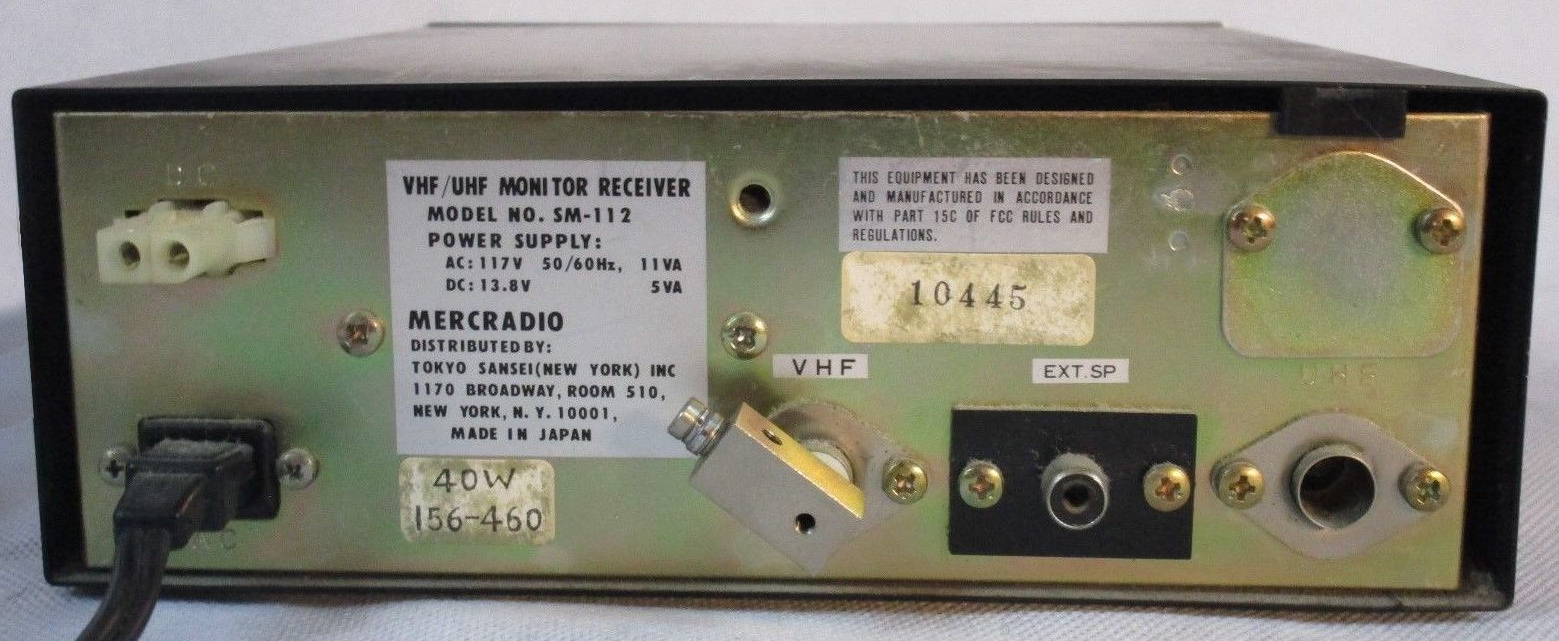 DC
VHF/UHF MONITOR RECEIVER
MODEL NO. SM-112
POWER SUPPLY:
AC: 117V 50/60Hz, 11VA
DC: 13.8V 5VA
MERCRADIO
DISTRIBUTED BY:
TOKYO SANSEI(NEW YORK) INC
1170 BROADWAY, ROOM 510,
NEW YORK, N.Y. 10001,
MADE IN JAPAN
40W
156-460
AC
THIS EQUIPMENT HAS BEEN DESIGNED
AND MANUFACTURED IN ACCORDANCE
WITH PART 15C OF FCC RULES AND
REGULATIONS.
10445
VHF
EXT.SP
UHF